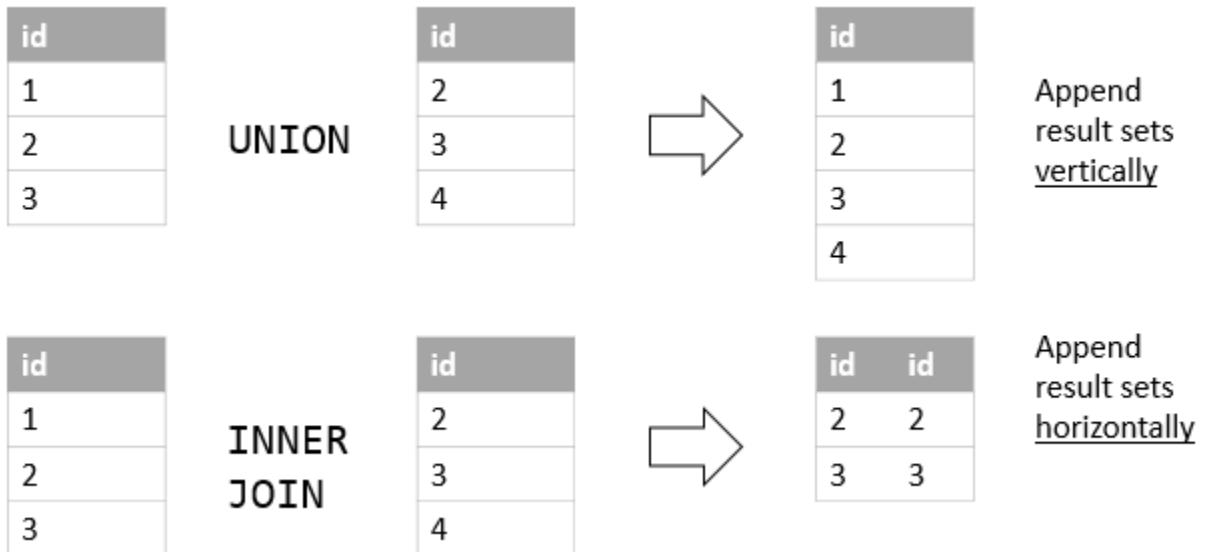 id
1
2
3
UNION
id
2
3
4
id
1
2
3
4
Append
result sets
vertically
id
1
2
3
INNER
JOIN
id
2
3
4
id id
2 2
3 3
Append
result sets
horizontally